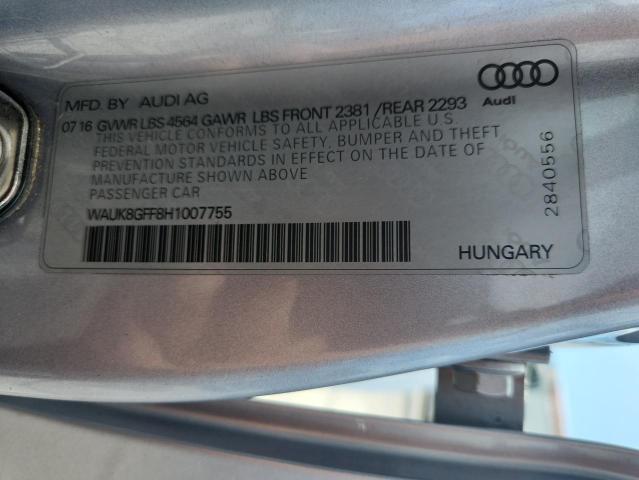 MFD. BY AUDI AG
07 16 GVWR LBS 4564 GAWR LBS FRONT 2381 /REAR 2293
THIS VEHICLE CONFORMS TO ALL APPLICABLE U.S.
FEDERAL MOTOR VEHICLE SAFETY, BUMPER AND THEFT
PREVENTION STANDARDS IN EFFECT ON THE DATE OF
MANUFACTURE SHOWN ABOVE
PASSENGER CAR
WAUK8GFF8H1007755
Audi
2840556
HUNGARY